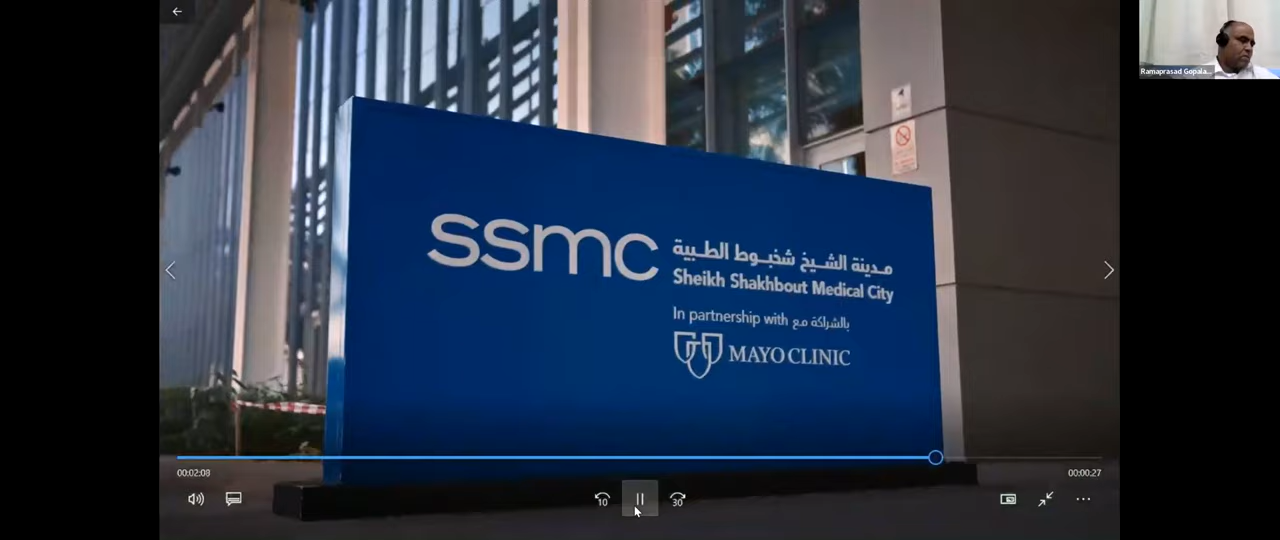 ssmc
مدينة الشيخ شخبوط الطبية
Sheikh Shakhbout Medical City
In partnership with بالشراكة مع
MAYO CLINIC
00:02:08
00:00:27
10
30
Ramaprasad Gopala...